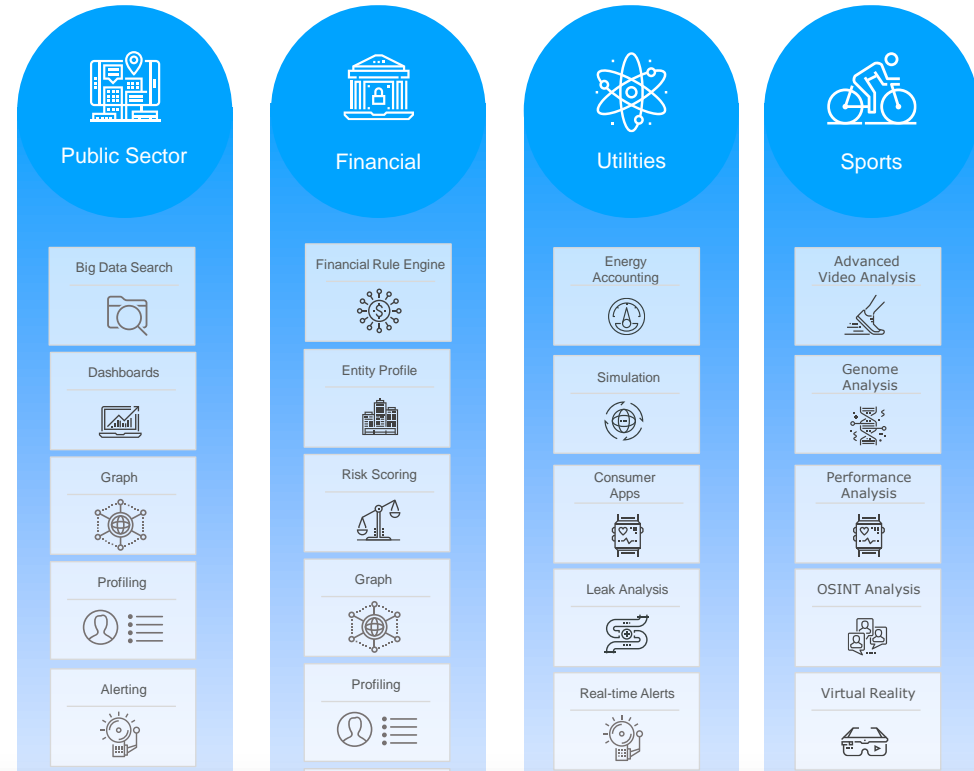 Public Sector
Big Data Search
Dashboards
Graph
Profiling
Alerting
Financial
Financial Rule Engine
Entity Profile
Risk Scoring
Graph
Profiling
Utilities
Energy
Accounting
Simulation
Consumer
Apps
Leak Analysis
Real-time Alerts
Sports
Advanced
Video Analysis
Genome
Analysis
Performance
Analysis
OSINT Analysis
Virtual Reality